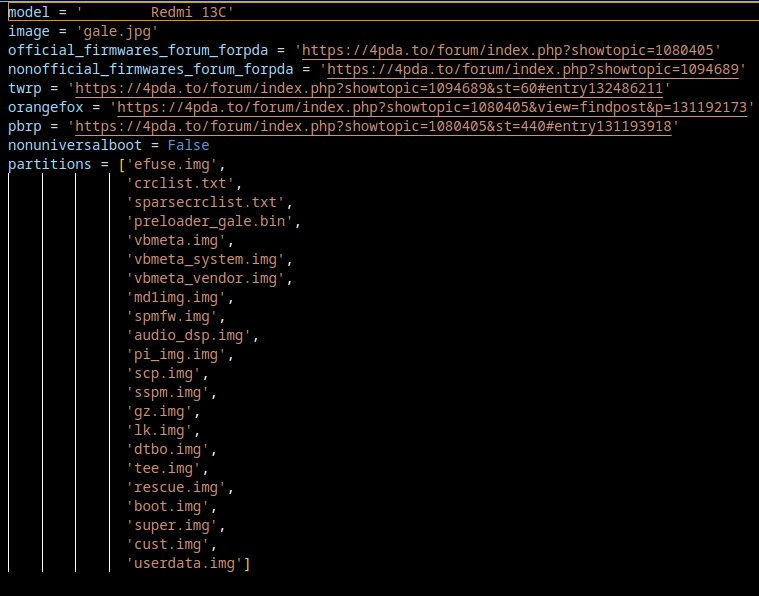 model = '        Redmi 13C'
image = 'gale.jpg'
official_firmwares_forum_forpda = 'https://4pda.to/forum/index.php?showtopic=1080405'
nonofficial_firmwares_forum_forpda = 'https://4pda.to/forum/index.php?showtopic=1094689'
twrp = 'https://4pda.to/forum/index.php?showtopic=1094689&st=60#entry132486211'
orangefox = 'https://4pda.to/forum/index.php?showtopic=1080405&view=findpost&p=131192173'
pbrp = 'https://4pda.to/forum/index.php?showtopic=1080405&st=440#entry131193918'
nonuniversalboot = False
partitions = ['efuse.img',
              'crclist.txt',
              'sparsecrclist.txt',
              'preloader_gale.bin',
              'vbmeta.img',
              'vbmeta_system.img',
              'vbmeta_vendor.img',
              'md1img.img',
              'spmfw.img',
              'audio_dsp.img',
              'pi_img.img',
              'scp.img',
              'sspm.img',
              'gz.img',
              'lk.img',
              'dtbo.img',
              'tee.img',
              'rescue.img',
              'boot.img',
              'super.img',
              'cust.img',
              'userdata.img']